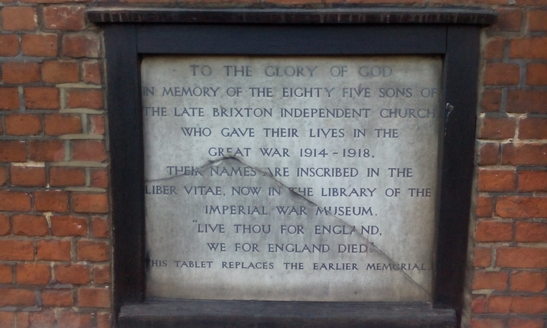 TO THE GLORY OF GOD
IN MEMORY OF THE EIGHTY FIVE SONS OF
THE LATE BRIXTON INDEPENDENT CHURCH
WHO GAVE THEIR LIVES IN THE
GREAT WAR 1914-1918.
THEIR NAMES ARE INSCRIBED IN THE
LIBER VITAE, NOW IN THE LIBRARY OF THE
IMPERIAL WAR MUSEUM.
"LIVE THOU FOR ENGLAND,
WE FOR ENGLAND DIED"
THIS TABLET REPLACES THE EARLIER MEMORIAL.